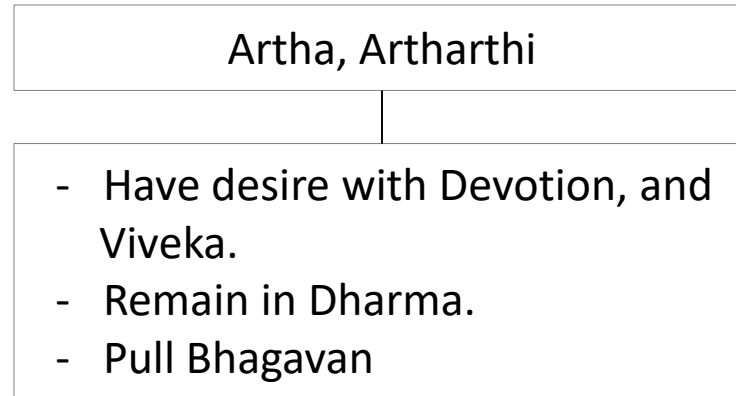 Artha, Artharthi
- Have desire with Devotion, and
Viveka.
- Remain in Dharma.
- Pull Bhagavan